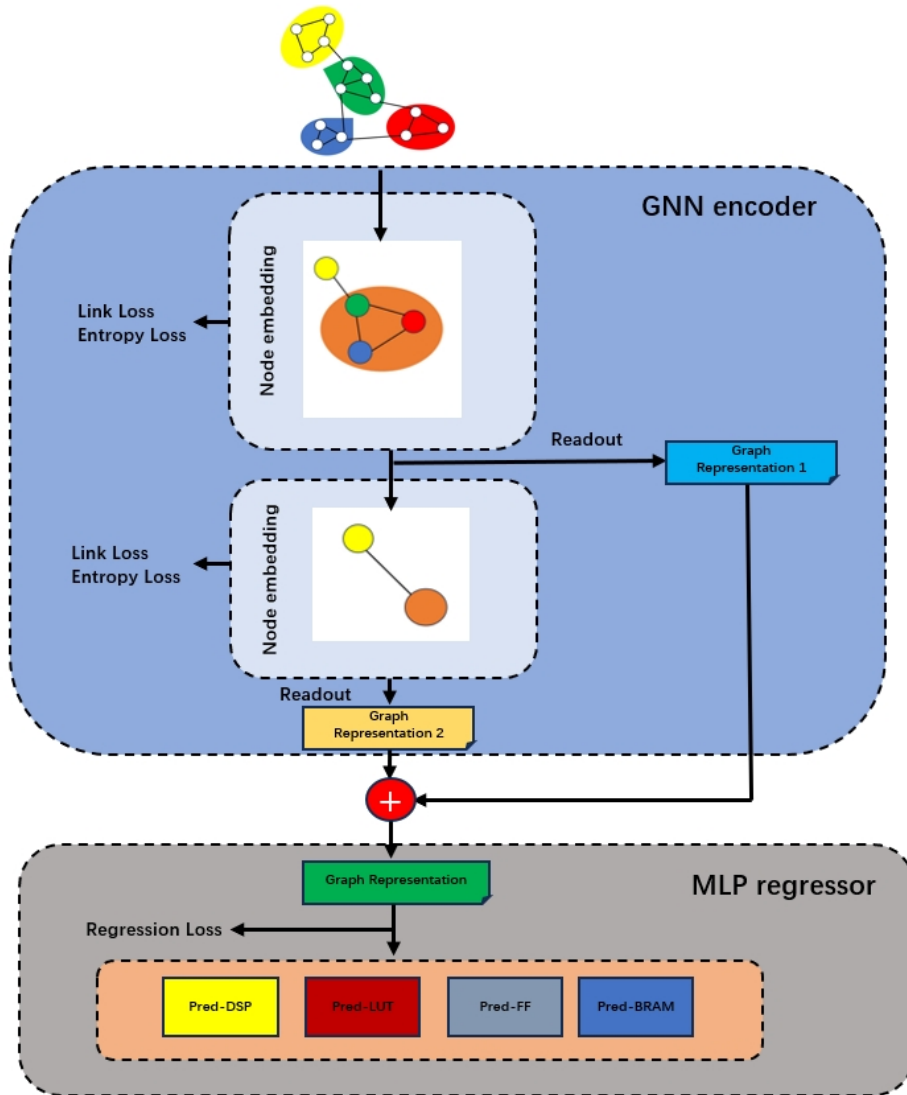 GNN encoder
Node embedding
Link Loss
Entropy Loss
Readout
Graph
Representation 1
Node embedding
Link Loss
Entropy Loss
Readout
Graph
Representation 2
+
MLP regressor
Graph Representation
Regression Loss
Pred-DSP
Pred-LUT
Pred-FF
Pred-BRAM